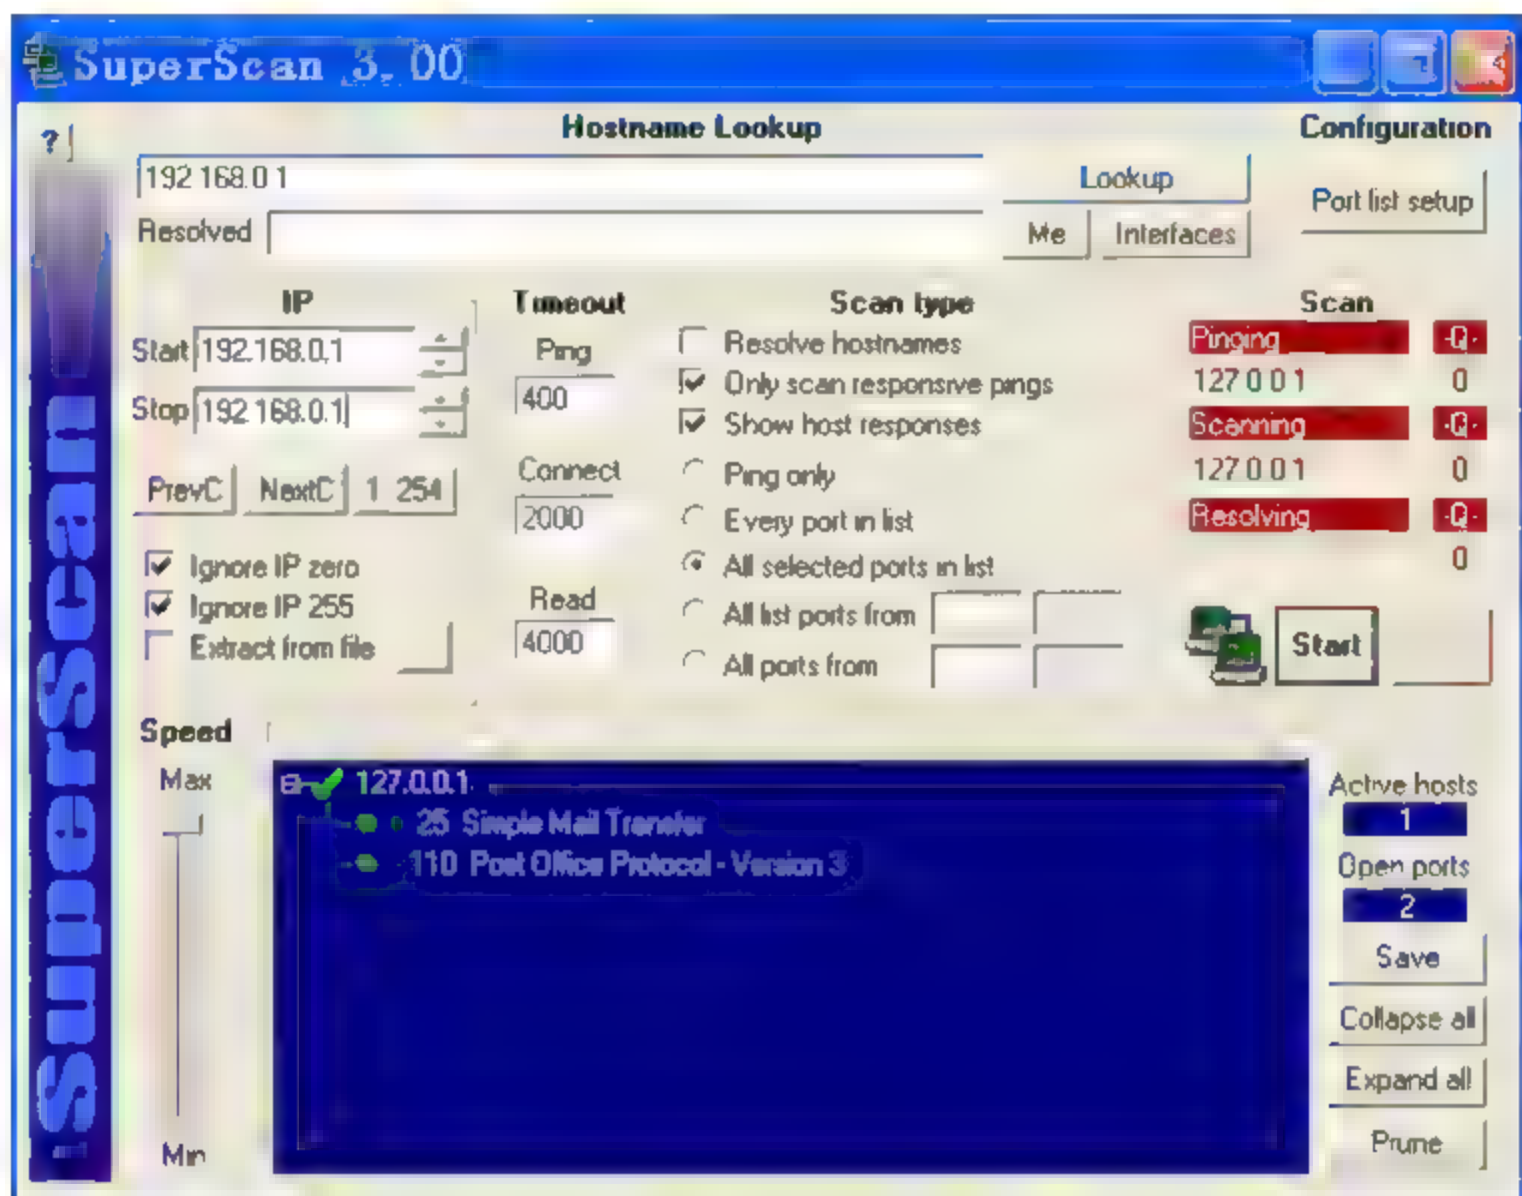 SuperScan 3.00
?
Hostname Lookup
Configuration
192.168.0.1
Lookup
Port list setup
Resolved
Me
Interfaces
IP
Timeout
Scan type
Scan
Start 192.168.0.1
Ping
Resolve hostnames
Pinging
127.0.0.1 0
Stop 192.168.0.1
400
Only scan responsive pings
Show host responses
Scanning
127.0.0.1 0
PrevC
NextC
1..254
Connect
2000
Ping only
Every port in list
Resolving
0
Ignore IP zero
Ignore IP 255
Extract from file
Read
4000
All selected ports in list
All list ports from
All ports from
Start
Speed
Max
Min
127.0.0.1
25 Simple Mail Transfer
110 Post Office Protocol - Version 3
Active hosts
1
Open ports
2
Save
Collapse all
Expand all
Prune
SuperScan